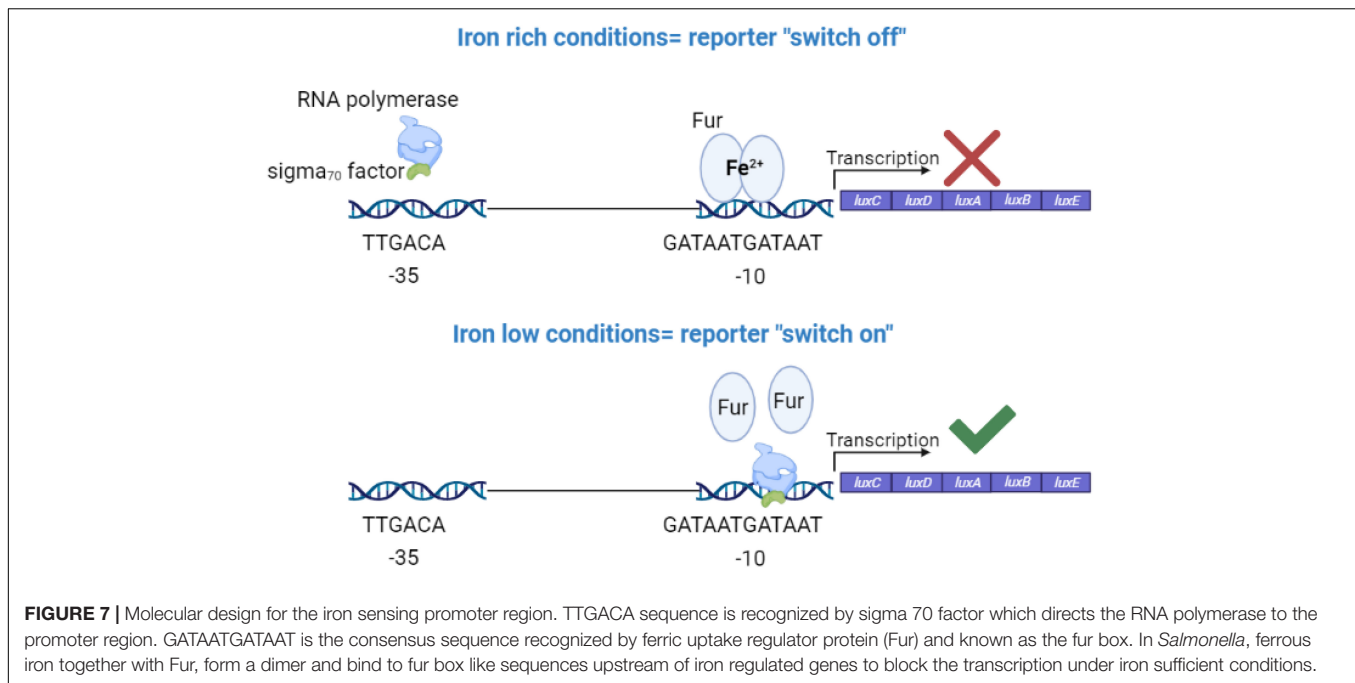 Iron rich conditions= reporter "switch off"
RNA polymerase
sigma₇₀ factor
Fur
Fe²⁺
Transcription
luxC luxD luxA luxB luxE
TTGACA
GATAATGATAAT
-35
-10
Iron low conditions= reporter "switch on"
Fur
Fur
Transcription
luxC luxD luxA luxB luxE
TTGACA
GATAATGATAAT
-35
-10
FIGURE 7 | Molecular design for the iron sensing promoter region. TTGACA sequence is recognized by sigma 70 factor which directs the RNA polymerase to the
promoter region. GATAATGATAAT is the consensus sequence recognized by ferric uptake regulator protein (Fur) and known as the fur box. In Salmonella, ferrous
iron together with Fur, form a dimer and bind to fur box like sequences upstream of iron regulated genes to block the transcription under iron sufficient conditions.